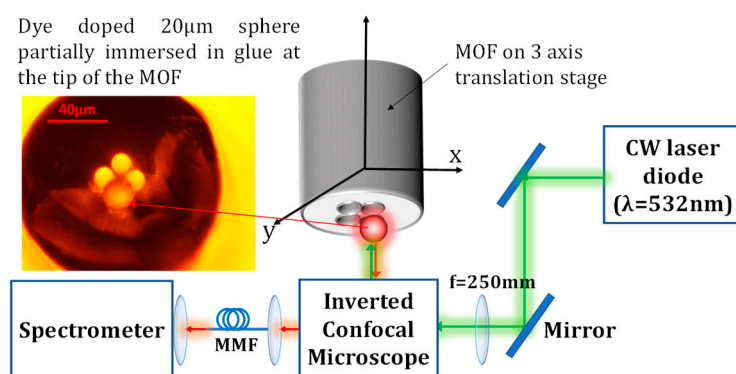 Dye doped 20μm sphere
partially immersed in glue at
the tip of the MOF
40μm
MOF on 3 axis
translation stage
x
y
CW laser
diode
(λ=532nm)
f=250mm
Spectrometer
MMF
Inverted
Confocal
Microscope
Mirror